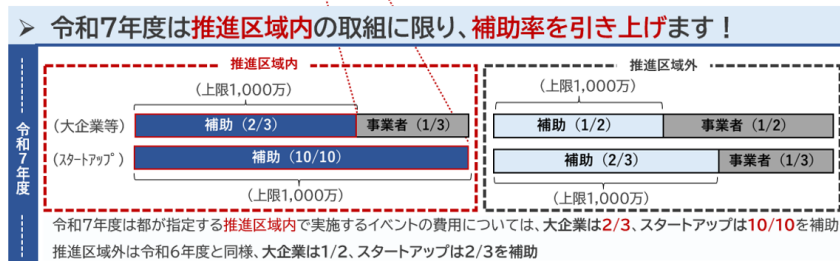 ➢ 令和7年度は推進区域内の取組に限り、補助率を引き上げます！
令和7年度
推進区域内
(上限1,000万)
(大企業等) 補助（2/3） 事業者（1/3）
(ｽﾀｰﾄｱｯﾌﾟ) 補助（10/10）
(上限1,000万)
推進区域外
(上限1,000万)
補助（1/2） 事業者（1/2）
補助（2/3） 事業者（1/3）
(上限1,000万)
令和7年度は都が指定する推進区域内で実施するイベントの費用については、大企業は2/3、スタートアップは10/10を補助
推進区域外は令和6年度と同様、大企業は1/2、スタートアップは2/3を補助